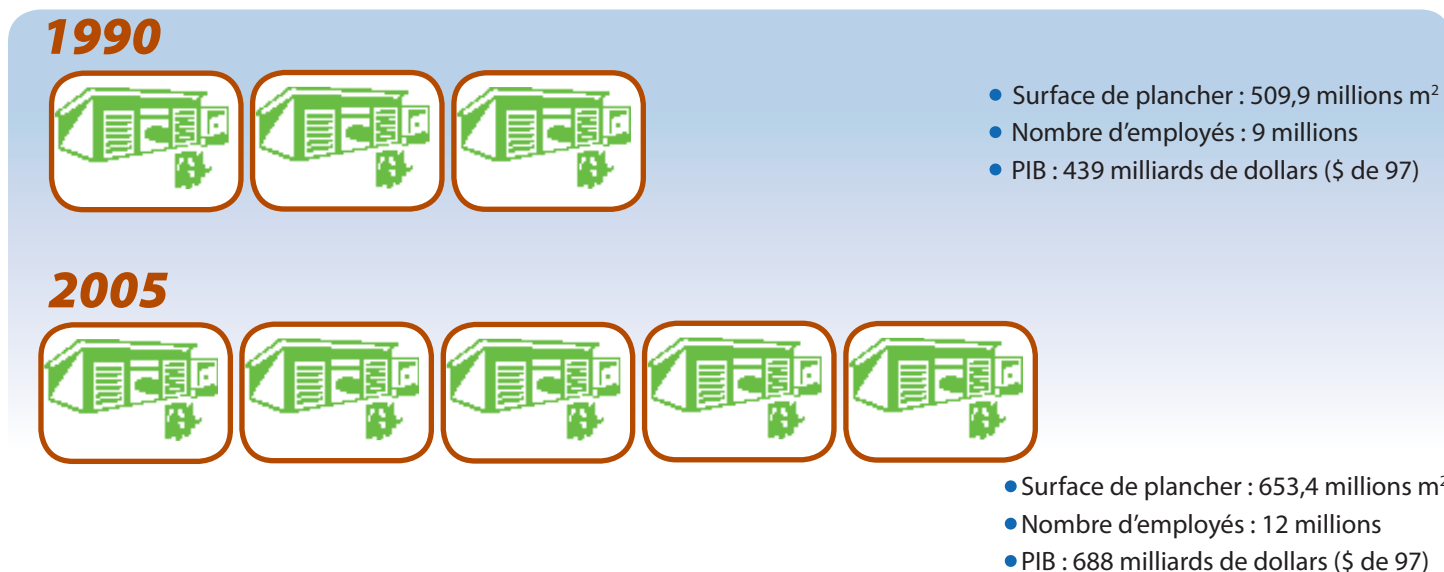 1990
• Surface de plancher : 509,9 millions m²
• Nombre d’employés : 9 millions
• PIB : 439 milliards de dollars ($ de 97)
2005
• Surface de plancher : 653,4 millions m²
• Nombre d’employés : 12 millions
• PIB : 688 milliards de dollars ($ de 97)